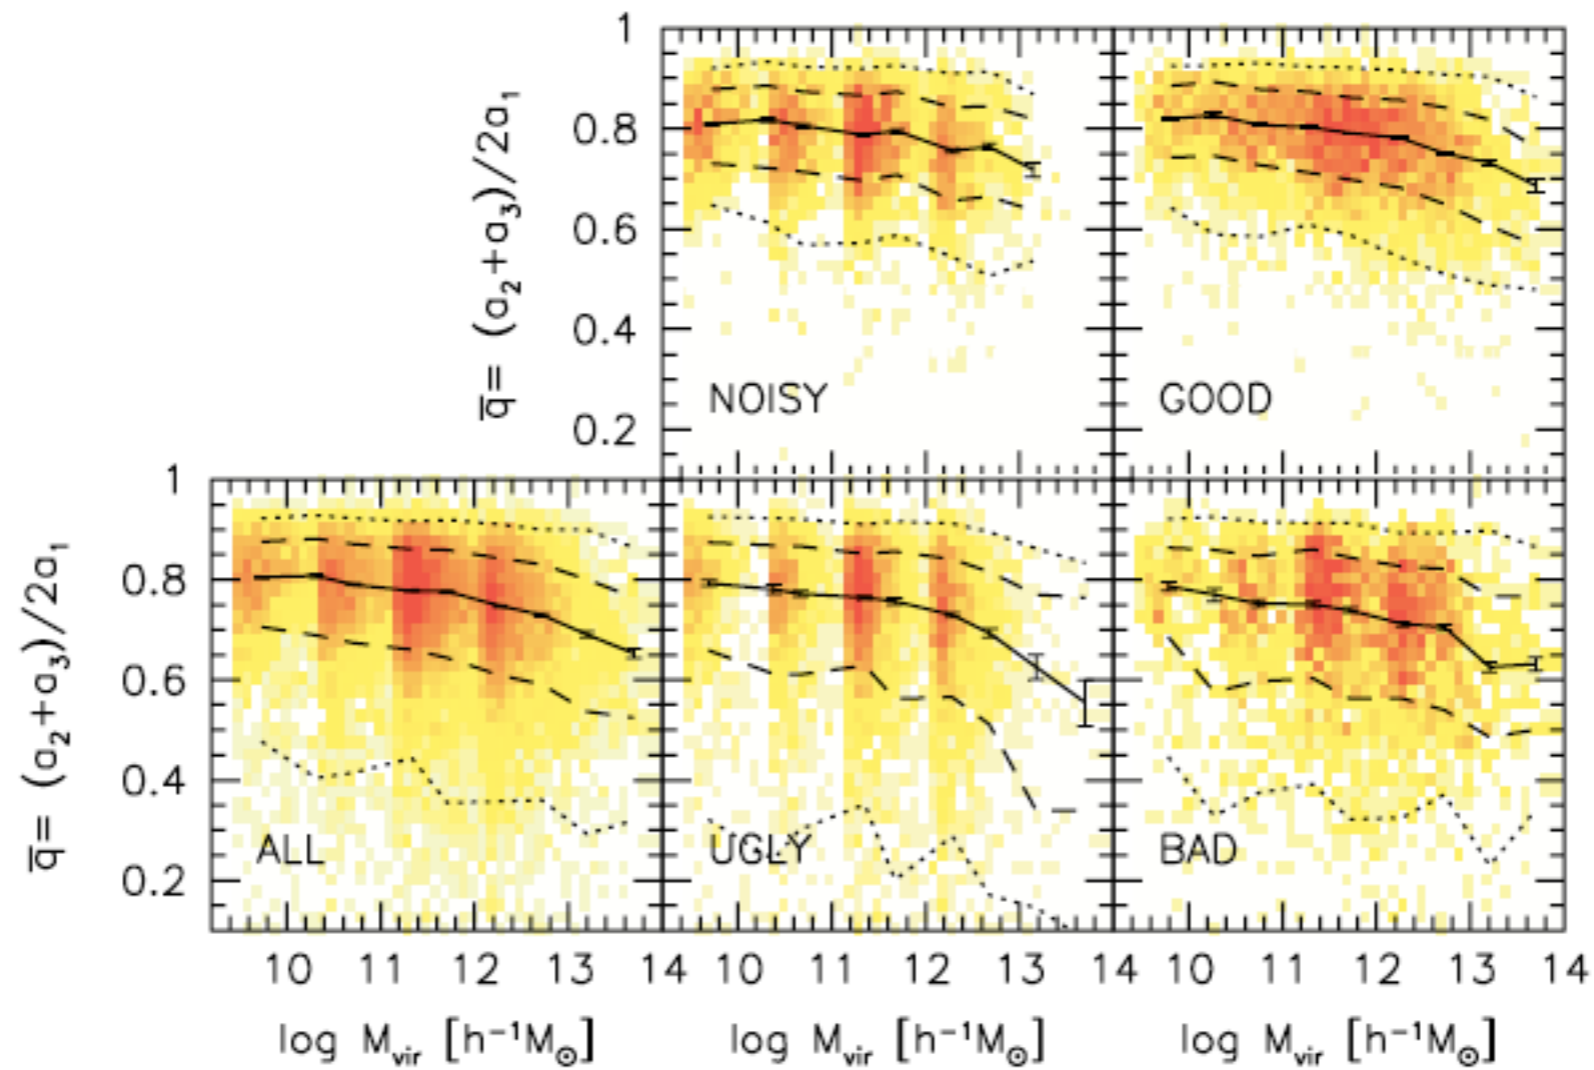 1
0.8
0.6
0.4
0.2
q̄= (a₂+a₃)/2a₁
NOISY
GOOD
1
0.8
0.6
0.4
0.2
q̄= (a₂+a₃)/2a₁
ALL
UGLY
BAD
10 11 12 13 14 10 11 12 13 14 10 11 12 13 14
log Mvir [h⁻¹M⊙] log Mvir [h⁻¹M⊙] log Mvir [h⁻¹M⊙]